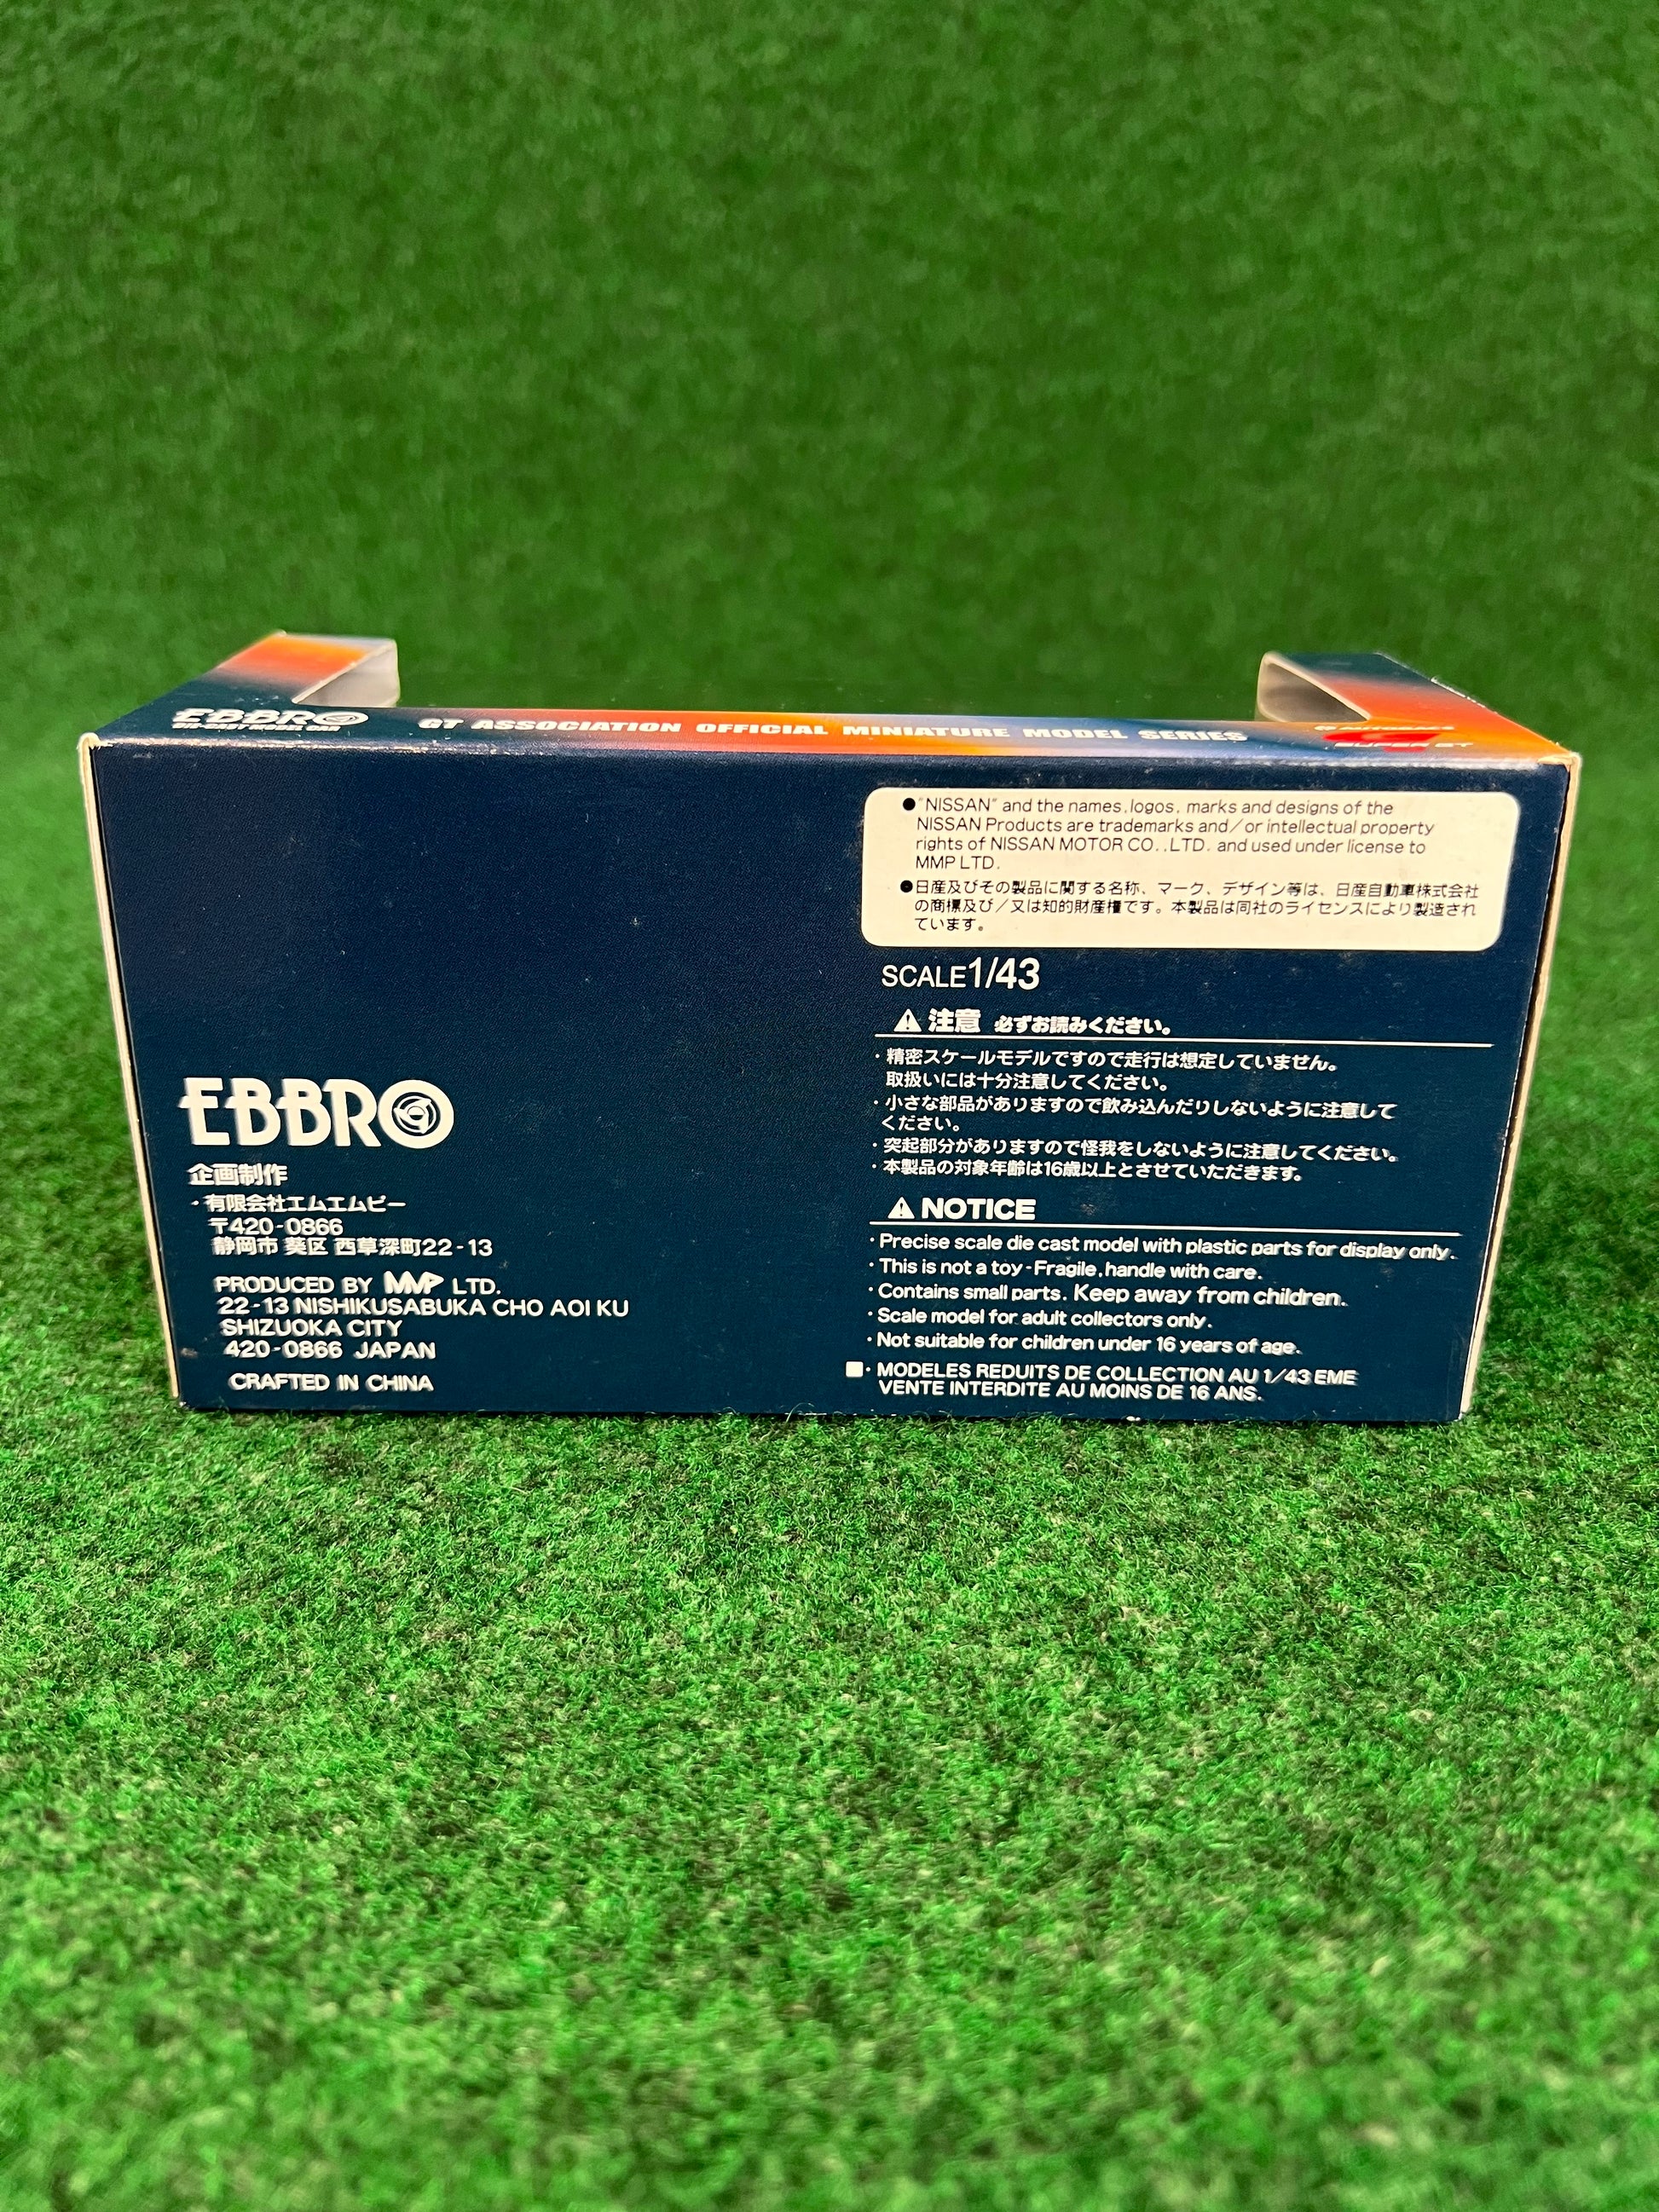 EBBRO
DIE-CAST MODEL CAR
GT ASSOCIATION OFFICIAL MINIATURE MODEL SERIES
SUPER GT
●"NISSAN" and the names, logos, marks and designs of the
NISSAN Products are trademarks and/or intellectual property
rights of NISSAN MOTOR CO., LTD. and used under license to
MMP LTD.
●日産及びその製品に関する名称、マーク、デザイン等は、日産自動車株式会社
の商標及び/又は知的財産権です。本製品は同社のライセンスにより製造され
ています。
SCALE1/43
注意 必ずお読みください。
・精密スケールモデルですので走行は想定していません。
取扱いには十分注意してください。
・小さな部品がありますので飲み込んだりしないように注意して
ください。
・突起部分がありますので怪我をしないように注意してください。
・本製品の対象年齢は16歳以上とさせていただきます。
NOTICE
・Precise scale die cast model with plastic parts for display only.
・This is not a toy - Fragile, handle with care.
・Contains small parts. Keep away from children.
・Scale model for adult collectors only.
・Not suitable for children under 16 years of age.
・MODELES REDUITS DE COLLECTION AU 1/43 EME
VENTE INTERDITE AU MOINS DE 16 ANS.
EBBRO
企画制作
・有限会社エムエムピー
〒420-0866
静岡市 葵区 西草深町22-13
PRODUCED BY MMP LTD.
22-13 NISHIKUSABUKA CHO AOI KU
SHIZUOKA CITY
420-0866 JAPAN
CRAFTED IN CHINA